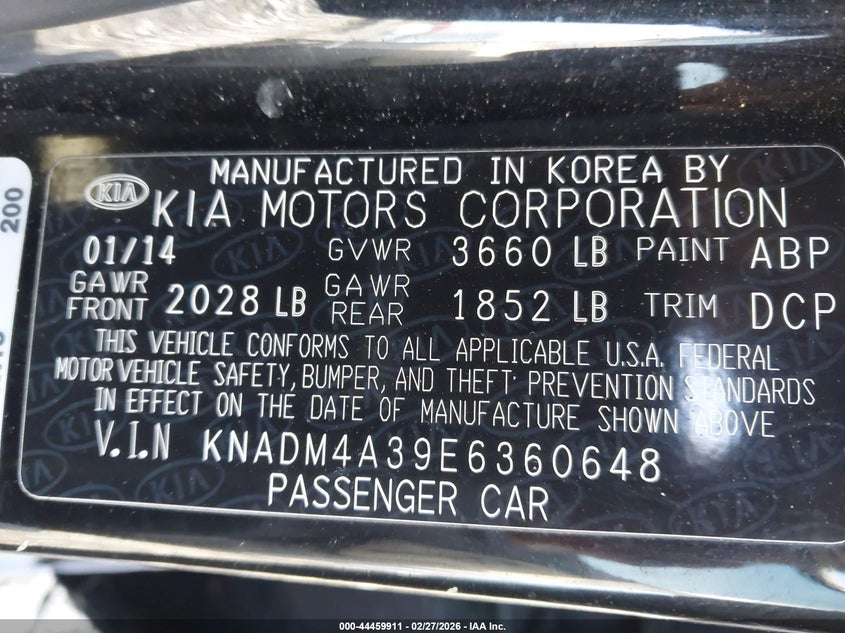 MANUFACTURED IN KOREA BY
KIA KIA MOTORS CORPORATION
01/14 GVWR 3660 LB PAINT ABP
GAWR FRONT 2028 LB GAWR REAR 1852 LB TRIM DCP
THIS VEHICLE CONFORMS TO ALL APPLICABLE U.S.A. FEDERAL
MOTOR VEHICLE SAFETY, BUMPER, AND THEFT PREVENTION STANDARDS
IN EFFECT ON THE DATE OF MANUFACTURE SHOWN ABOVE
V.I.N KNADM4A39E6360648
PASSENGER CAR
200
000-44459911 - 02/27/2026 - IAA Inc.